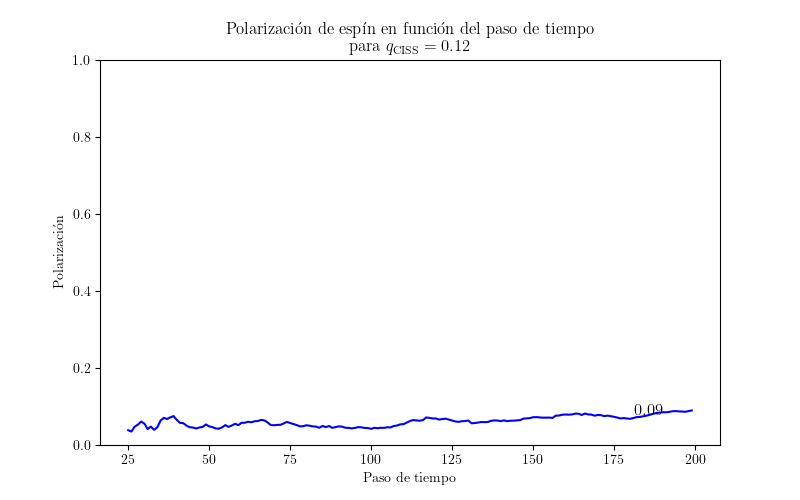 Polarización de espín en función del paso de tiempo
para qCISS = 0.12
1.0
0.8
0.6
0.4
0.2
0.0
Polarización
0.09
25 50 75 100 125 150 175 200
Paso de tiempo